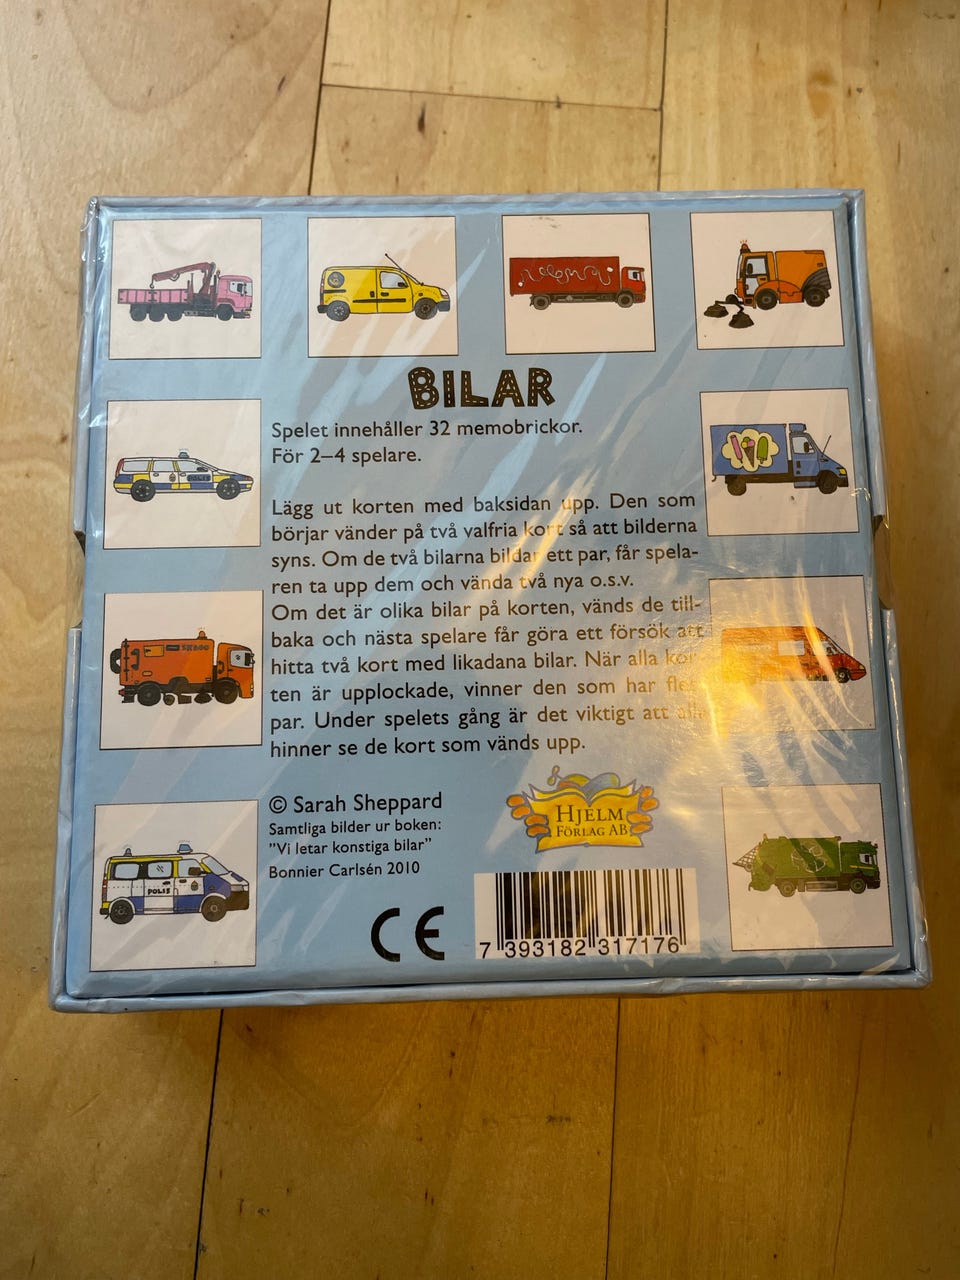 BILAR
Spelet innehåller 32 memobrickor.
För 2–4 spelare.
Lägg ut korten med baksidan upp. Den som
börjar vänder på två valfria kort så att bilderna
syns. Om de två bilarna bildar ett par, får spela-
ren ta upp dem och vända två nya o.s.v.
Om det är olika bilar på korten, vänds de till-
baka och nästa spelare får göra ett försök att
hitta två kort med likadana bilar. När alla kor-
ten är upplockade, vinner den som har flest
par. Under spelets gång är det viktigt att alla
hinner se de kort som vänds upp.
© Sarah Sheppard
Samtliga bilder ur boken:
"Vi letar konstiga bilar"
Bonnier Carlsén 2010
HJELM
FÖRLAG AB
CE
7 393182 317176
POLIS
POLIS